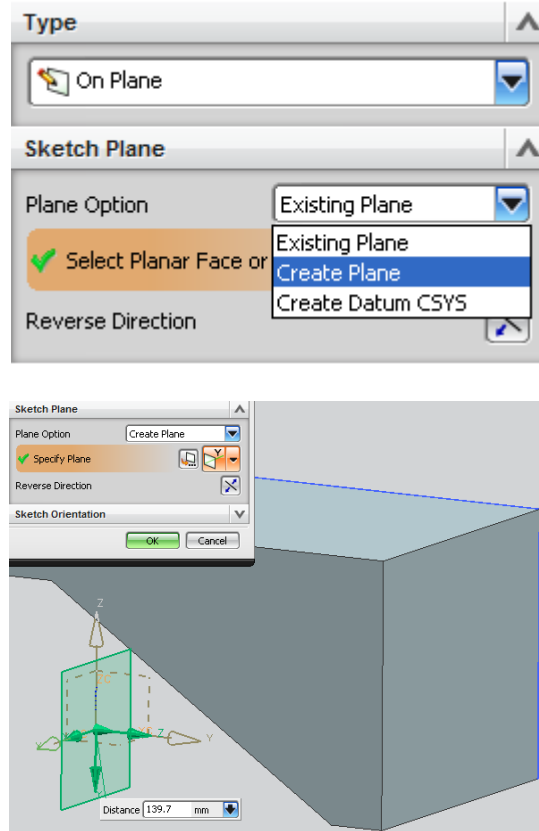 Type
On Plane
Sketch Plane
Plane Option Existing Plane
Existing Plane
Select Planar Face or Create Plane
Create Datum CSYS
Reverse Direction
Sketch Plane
Plane Option Create Plane
Specify Plane
Reverse Direction
Sketch Orientation
OK Cancel
Z
Z Y
Distance 139.7 mm